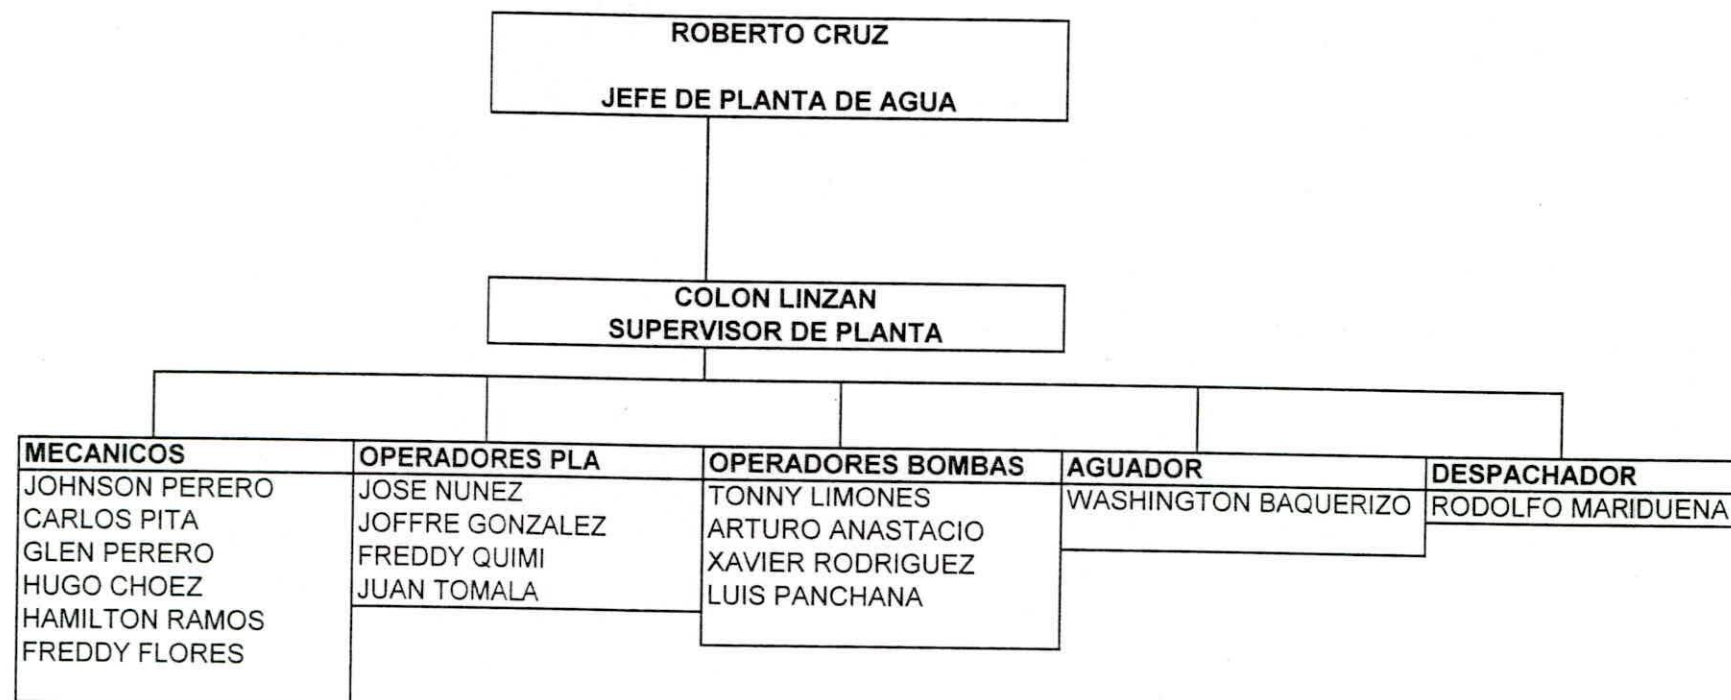 ROBERTO CRUZ
JEFE DE PLANTA DE AGUA
COLON LINZAN
SUPERVISOR DE PLANTA
MECANICOS
JOHNSON PERERO
CARLOS PITA
GLEN PERERO
HUGO CHOEZ
HAMILTON RAMOS
FREDDY FLORES
OPERADORES PLA
JOSE NUNEZ
JOFFRE GONZALEZ
FREDDY QUIMI
JUAN TOMALA
OPERADORES BOMBAS
TONNY LIMONES
ARTURO ANASTACIO
XAVIER RODRIGUEZ
LUIS PANCHANA
AGUADOR
WASHINGTON BAQUERIZO
DESPACHADOR
RODOLFO MARIDUENA